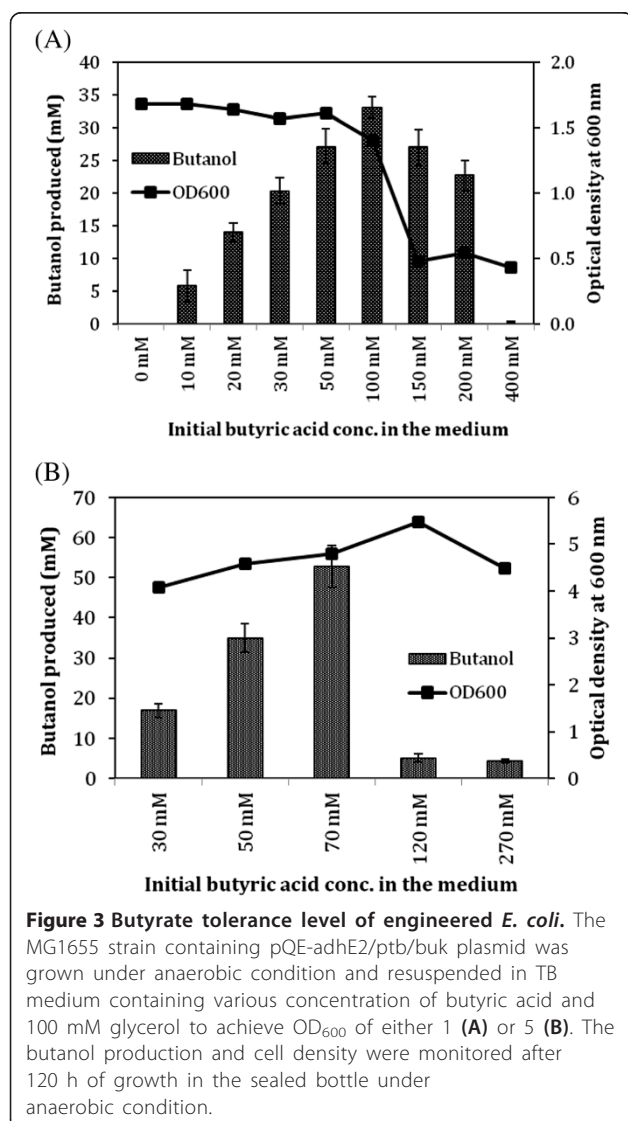 (A)
40
35
30
25
20
15
10
5
0
Butanol produced (mM)
Butanol
OD600
2.0
1.5
1.0
0.5
0.0
Optical density at 600 nm
0 mM
10 mM
20 mM
30 mM
50 mM
100 mM
150 mM
200 mM
400 mM
Initial butyric acid conc. in the medium
(B)
70
60
50
40
30
20
10
0
Butanol produced (mM)
Butanol
OD600
6
5
4
3
2
1
0
Optical density at 600 nm
30 mM
50 mM
70 mM
120 mM
270 mM
Initial butyric acid conc. in the medium
Figure 3 Butyrate tolerance level of engineered E. coli. The
MG1655 strain containing pQE-adhE2/ptb/buk plasmid was
grown under anaerobic condition and resuspended in TB
medium containing various concentration of butyric acid and
100 mM glycerol to achieve OD₆₀₀ of either 1 (A) or 5 (B). The
butanol production and cell density were monitored after
120 h of growth in the sealed bottle under
anaerobic condition.